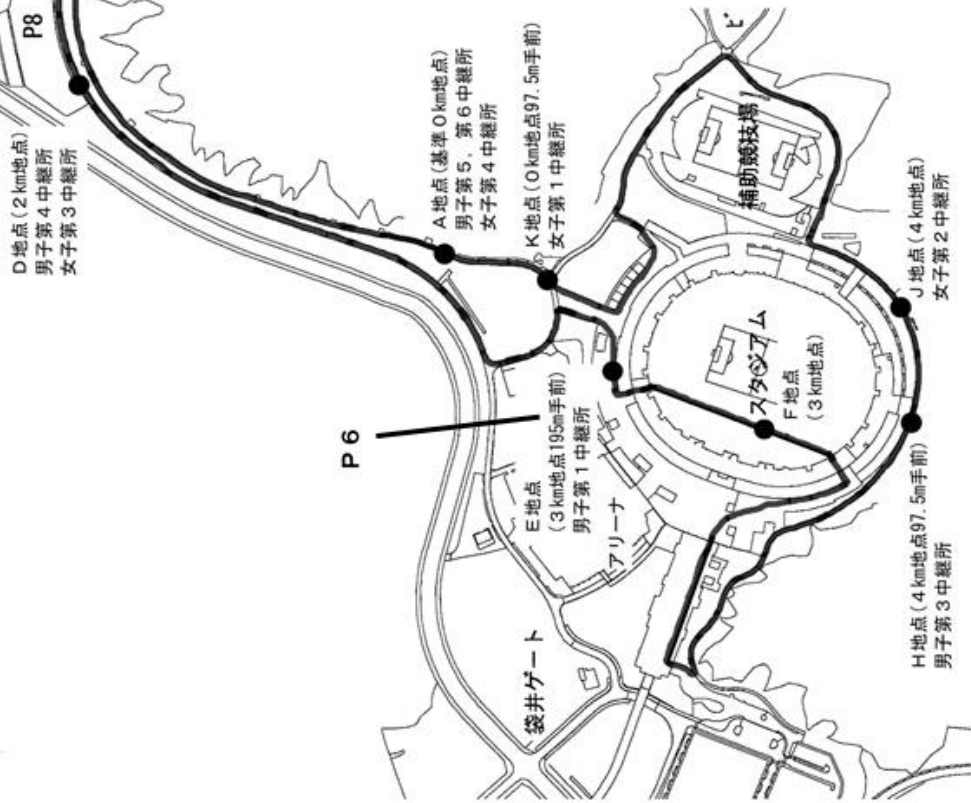 P8
D地点(2km地点)
男子第4中継所
女子第3中継所
A地点(基準0km地点)
男子第5、第6中継所
女子第4中継所
K地点(0km地点97.5m手前)
女子第1中継所
補助競技場
J地点(4km地点)
女子第2中継所
スタジアム
F地点
(3km地点)
P6
E地点
(3km地点195m手前)
男子第1中継所
アリーナ
H地点(4km地点97.5m手前)
男子第3中継所
袋井ゲート